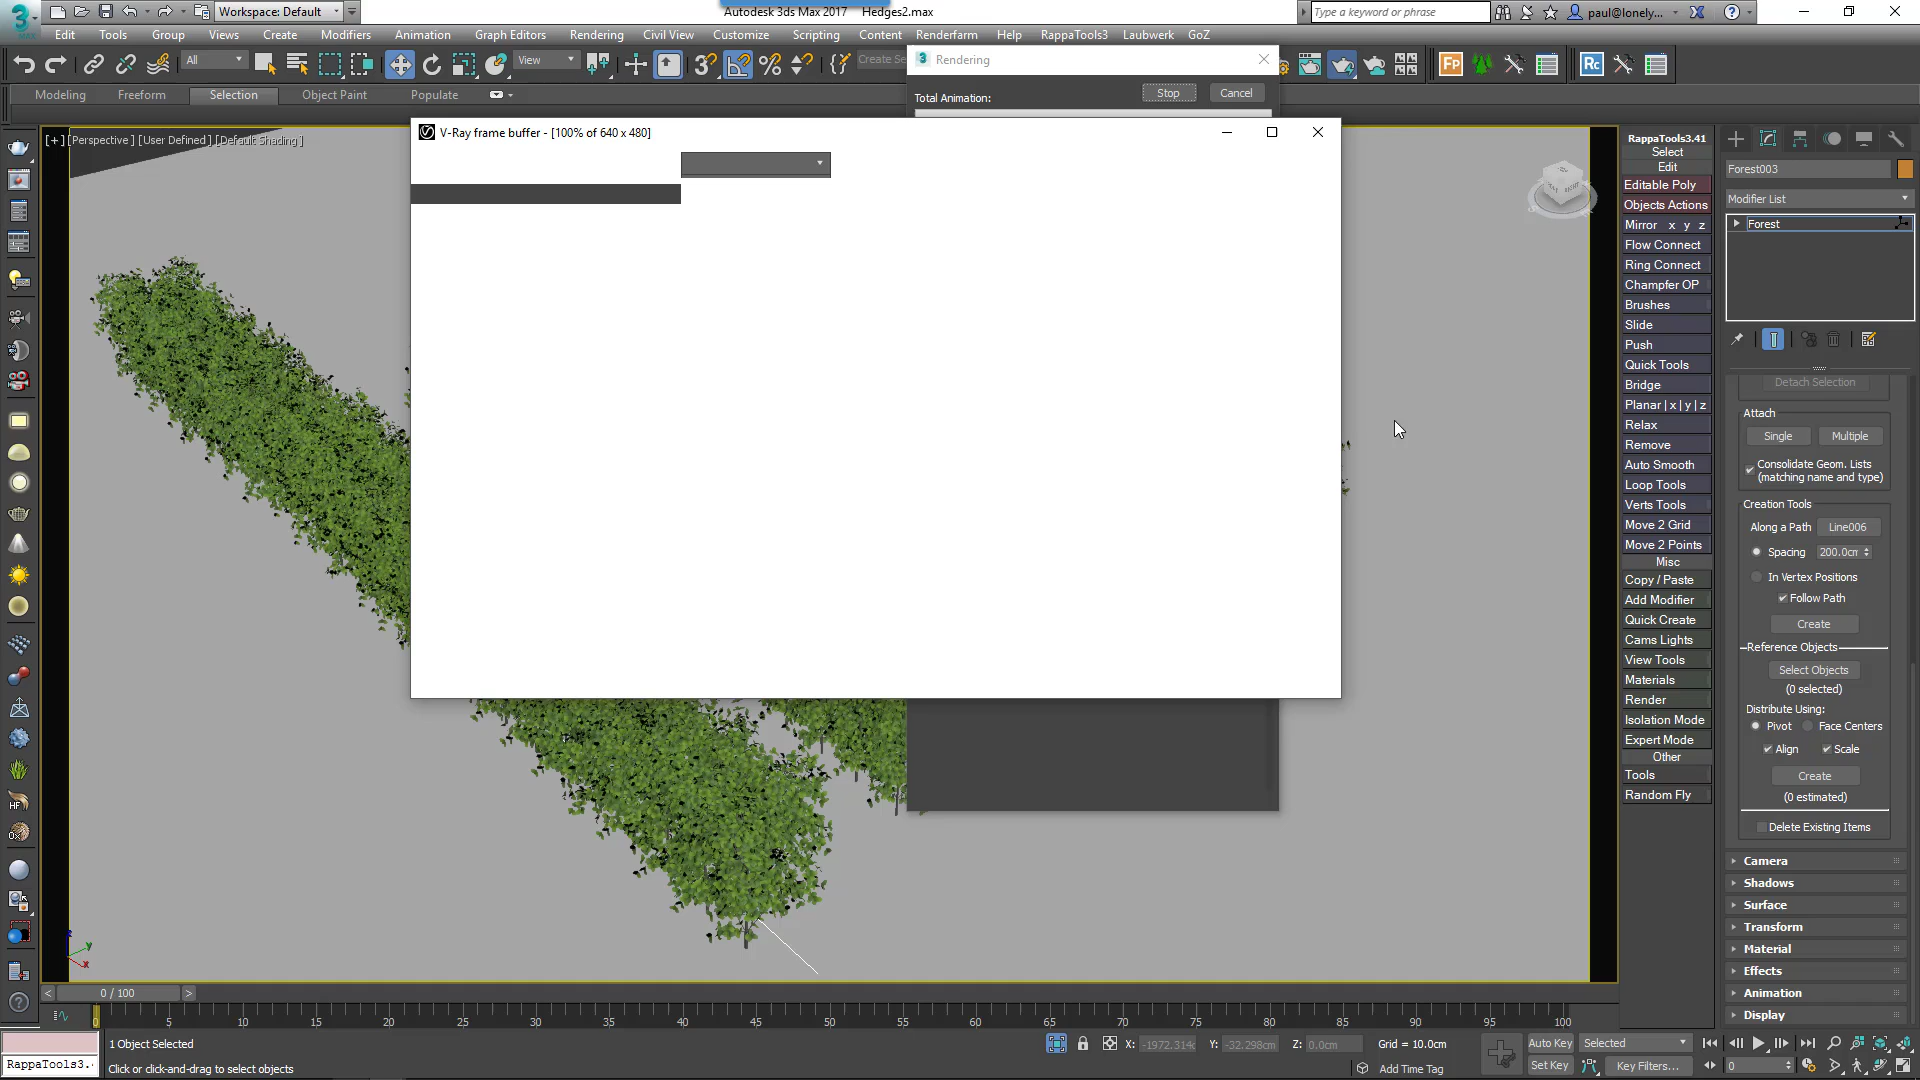 Workspace: Default
Autodesk 3ds Max 2017 Hedges2.max
Type a keyword or phrase
paul@lonely...
Edit Tools Group Views Create Modifiers Animation Graph Editors Rendering Civil View Customize Scripting Content Renderfarm Help RappaTools3 Laubwerk GoZ
All
View
Create Se
Rendering
Modeling Freeform Selection Object Paint Populate
Total Animation:
Stop Cancel
V-Ray frame buffer - [100% of 640 x 480]
[+] [Perspective ] [User Defined ] [Default Shading ]
RappaTools3.41
Select
Edit
Editable Poly
Objects Actions
Mirror x y z
Flow Connect
Ring Connect
Champfer OP
Brushes
Slide
Push
Quick Tools
Bridge
Planar | x | y | z
Relax
Remove
Auto Smooth
Loop Tools
Verts Tools
Move 2 Grid
Move 2 Points
Misc
Copy / Paste
Add Modifier
Quick Create
Cams Lights
View Tools
Materials
Render
Isolation Mode
Expert Mode
Other
Tools
Random Fly
Forest003
Modifier List
Forest
Detach Selection
Attach
Single Multiple
Consolidate Geom. Lists
(matching name and type)
Creation Tools
Along a Path Line006
Spacing 200.0cm
In Vertex Positions
Follow Path
Create
Reference Objects
Select Objects
(0 selected)
Distribute Using:
Pivot Face Centers
Align Scale
Create
(0 estimated)
Delete Existing Items
Camera
Shadows
Surface
Transform
Material
Effects
Animation
Display
z
y
x
< 0 / 100 >
0 5 10 15 20 25 30 35 40 45 50 55 60 65 70 75 80 85 90 95 100
1 Object Selected
X: -1972.314c Y: -32.298cm Z: 0.0cm Grid = 10.0cm
Auto Key Selected
RappaTools3.
Click or click-and-drag to select objects
Add Time Tag
Set Key Key Filters...
0